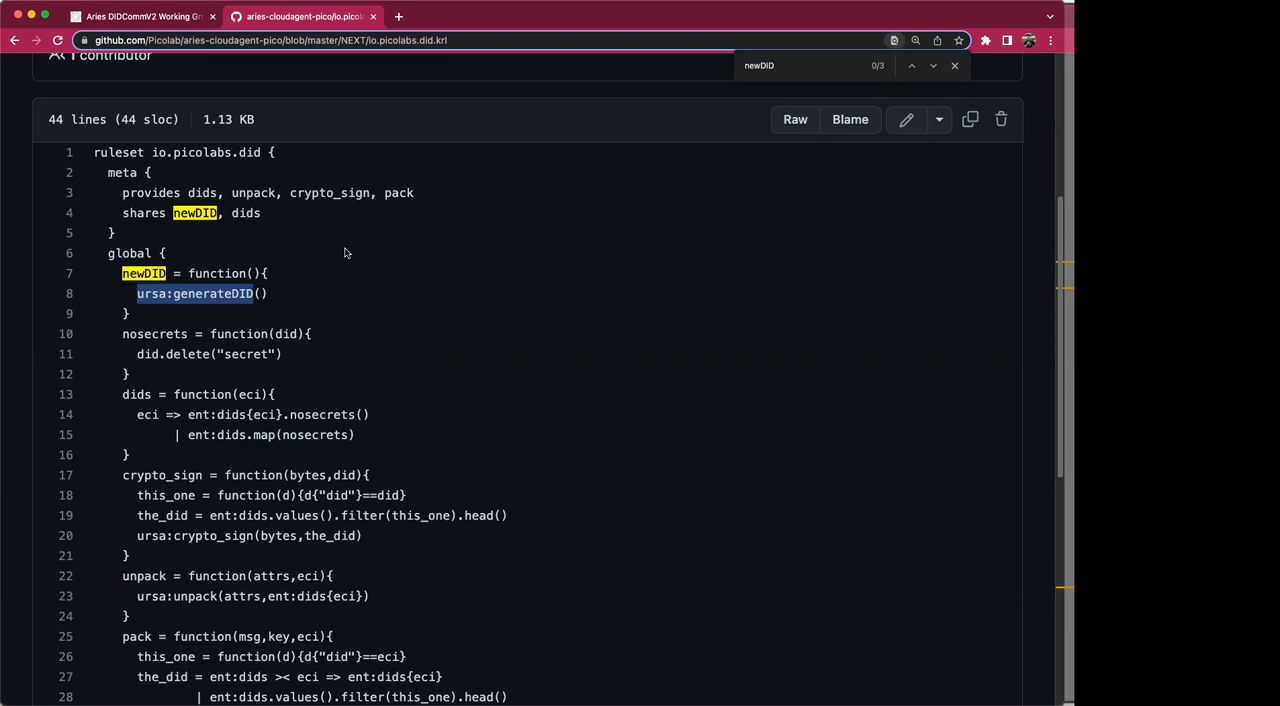 Aries DIDCommV2 Working Gr
aries-cloudagent-pico/io.picol
github.com/Picolab/aries-cloudagent-pico/blob/master/NEXT/io.picolabs.did.krl
1 contributor
newDID 0/3
44 lines (44 sloc) 1.13 KB
Raw Blame
1 ruleset io.picolabs.did {
2 meta {
3 provides dids, unpack, crypto_sign, pack
4 shares newDID, dids
5 }
6 global {
7 newDID = function(){
8 ursa:generateDID()
9 }
10 nosecrets = function(did){
11 did.delete("secret")
12 }
13 dids = function(eci){
14 eci => ent:dids{eci}.nosecrets()
15 | ent:dids.map(nosecrets)
16 }
17 crypto_sign = function(bytes,did){
18 this_one = function(d){d{"did"}==did}
19 the_did = ent:dids.values().filter(this_one).head()
20 ursa:crypto_sign(bytes,the_did)
21 }
22 unpack = function(attrs,eci){
23 ursa:unpack(attrs,ent:dids{eci})
24 }
25 pack = function(msg,key,eci){
26 this_one = function(d){d{"did"}==eci}
27 the_did = ent:dids >< eci => ent:dids{eci}
28 | ent:dids.values().filter(this_one).head()